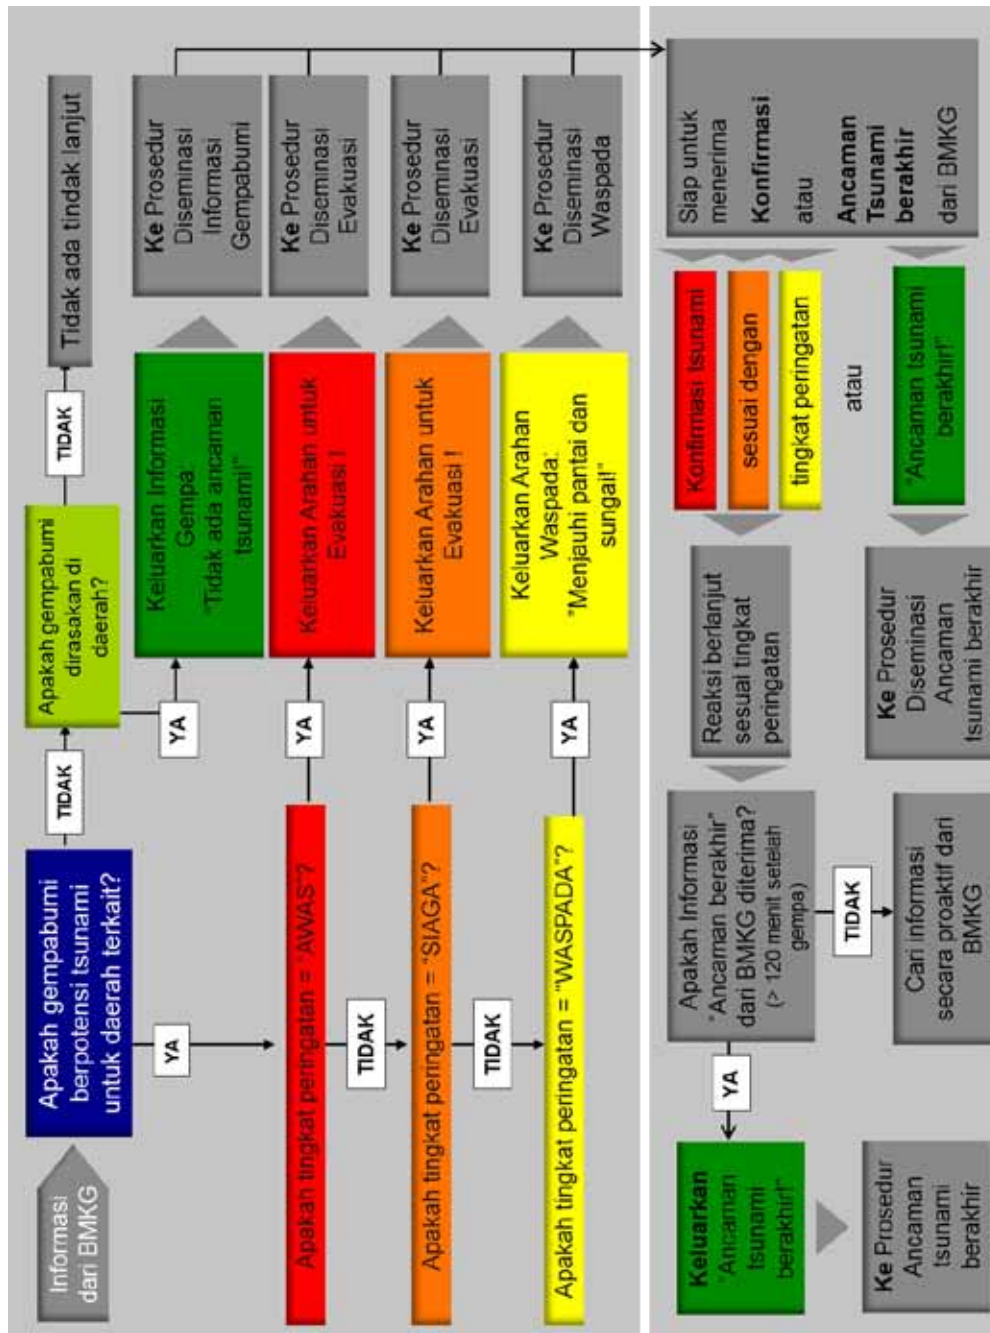 Informasi
dari BMKG
Apakah gempabumi
berpotensi tsunami
untuk daerah terkait?
TIDAK
Apakah gempabumi
dirasakan di
daerah?
TIDAK
Tidak ada tindak lanjut
YA
YA
Keluarkan Informasi
Gempa:
"Tidak ada ancaman
tsunami!"
Ke Prosedur
Diseminasi
Informasi
Gempabumi
Apakah tingkat peringatan = "AWAS"?
YA
Keluarkan Arahan untuk
Evakuasi !
Ke Prosedur
Diseminasi
Evakuasi
TIDAK
Apakah tingkat peringatan = "SIAGA"?
YA
Keluarkan Arahan untuk
Evakuasi !
Ke Prosedur
Diseminasi
Evakuasi
TIDAK
Apakah tingkat peringatan = "WASPADA"?
YA
Keluarkan Arahan
Waspada:
"Menjauhi pantai dan
sungai!"
Ke Prosedur
Diseminasi
Waspada
Siap untuk
menerima
Konfirmasi
atau
Ancaman
Tsunami
berakhir
dari BMKG
Konfirmasi tsunami
sesuai dengan
tingkat peringatan
atau
"Ancaman tsunami
berakhir!"
Reaksi berlanjut
sesuai tingkat
peringatan
Ke Prosedur
Diseminasi
Ancaman
tsunami berakhir
Apakah Informasi
"Ancaman berakhir"
dari BMKG diterima?
(> 120 menit setelah
gempa)
TIDAK
Cari informasi
secara proaktif dari
BMKG
YA
Keluarkan
"Ancaman
tsunami
berakhir!"
Ke Prosedur
Ancaman
tsunami
berakhir